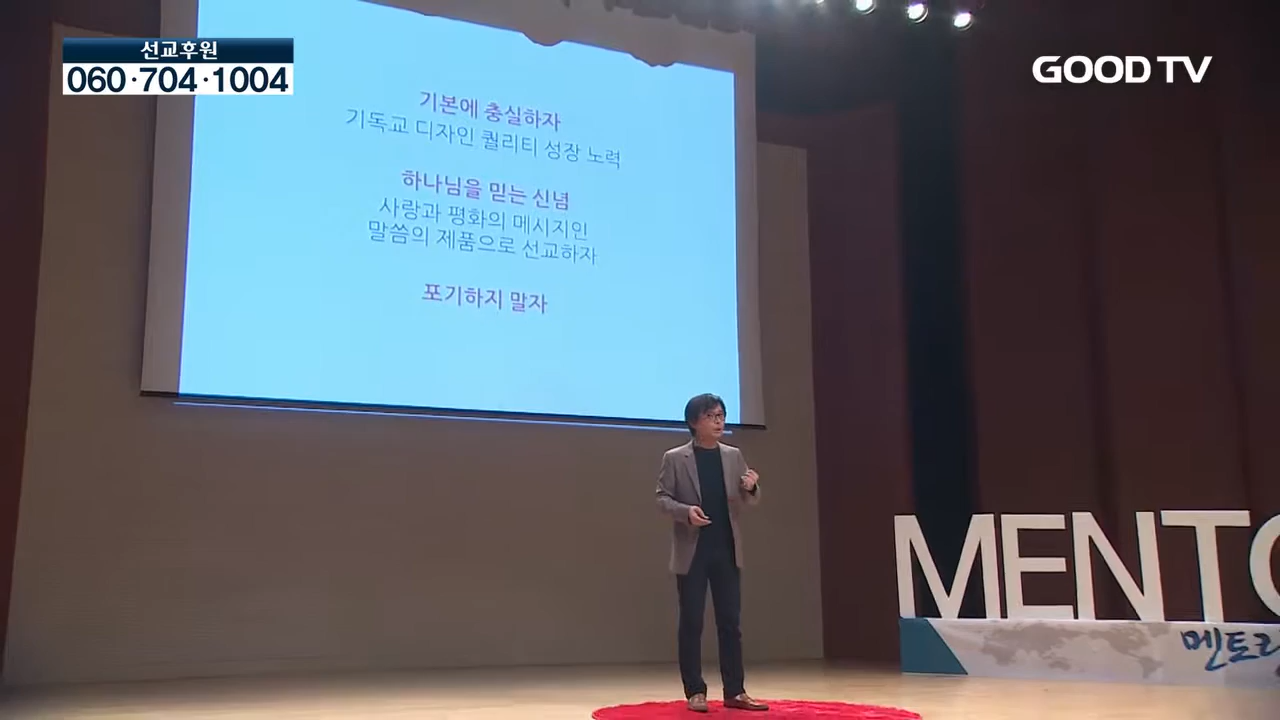 선교후원
060·704·1004
GOOD TV
기본에 충실하자
기독교 디자인 퀄리티 성장 노력
하나님을 믿는 신념
사랑과 평화의 메시지인
말씀의 제품으로 선교하자
포기하지 말자
MENTO
멘토링